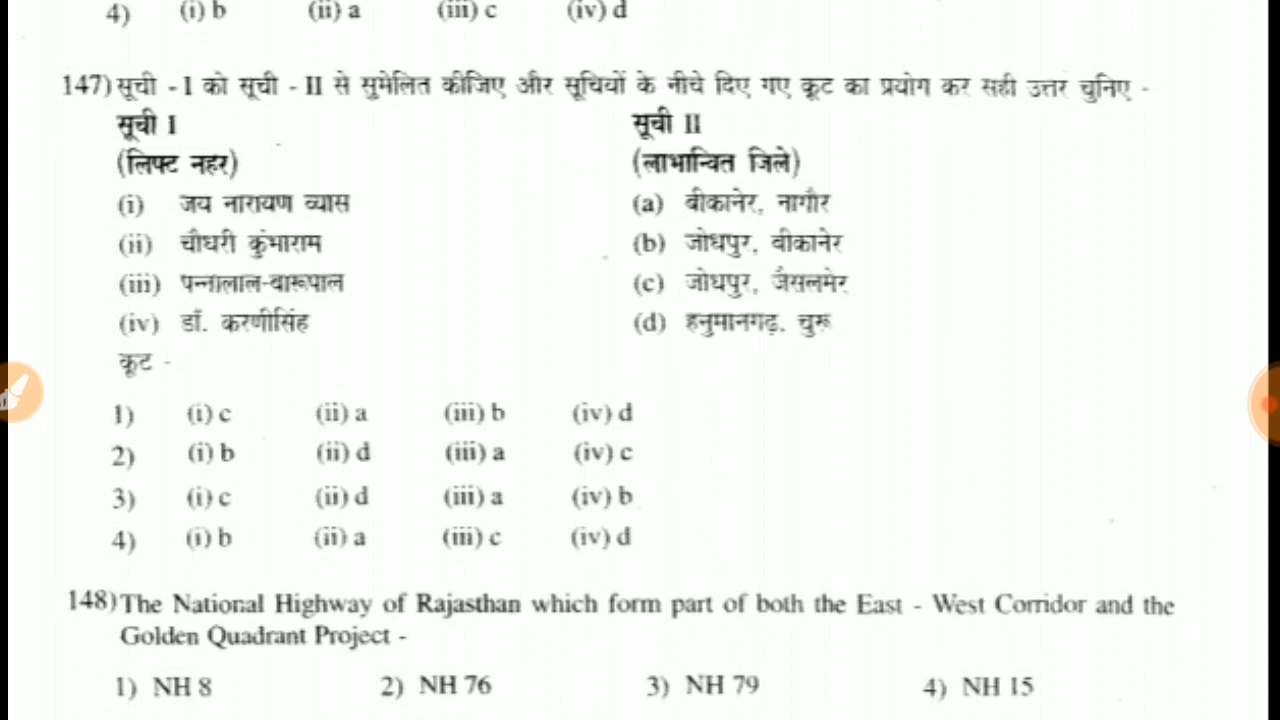 4) (i) b (ii) a (iii) c (iv) d
147) सूची - I को सूची - II से सुमेलित कीजिए और सूचियों के नीचे दिए गए कूट का प्रयोग कर सही उत्तर चुनिए -
सूची I सूची II
(लिफ्ट नहर) (लाभान्वित जिले)
(i) जय नारायण व्यास (a) बीकानेर, नागौर
(ii) चौधरी कुंभाराम (b) जोधपुर, बीकानेर
(iii) पन्नालाल-बारूपाल (c) जोधपुर, जैसलमेर
(iv) डॉ. करणीसिंह (d) हनुमानगढ़, चुरू
कूट -
1) (i) c (ii) a (iii) b (iv) d
2) (i) b (ii) d (iii) a (iv) c
3) (i) c (ii) d (iii) a (iv) b
4) (i) b (ii) a (iii) c (iv) d
148) The National Highway of Rajasthan which form part of both the East - West Corridor and the
Golden Quadrant Project -
1) NH 8 2) NH 76 3) NH 79 4) NH 15